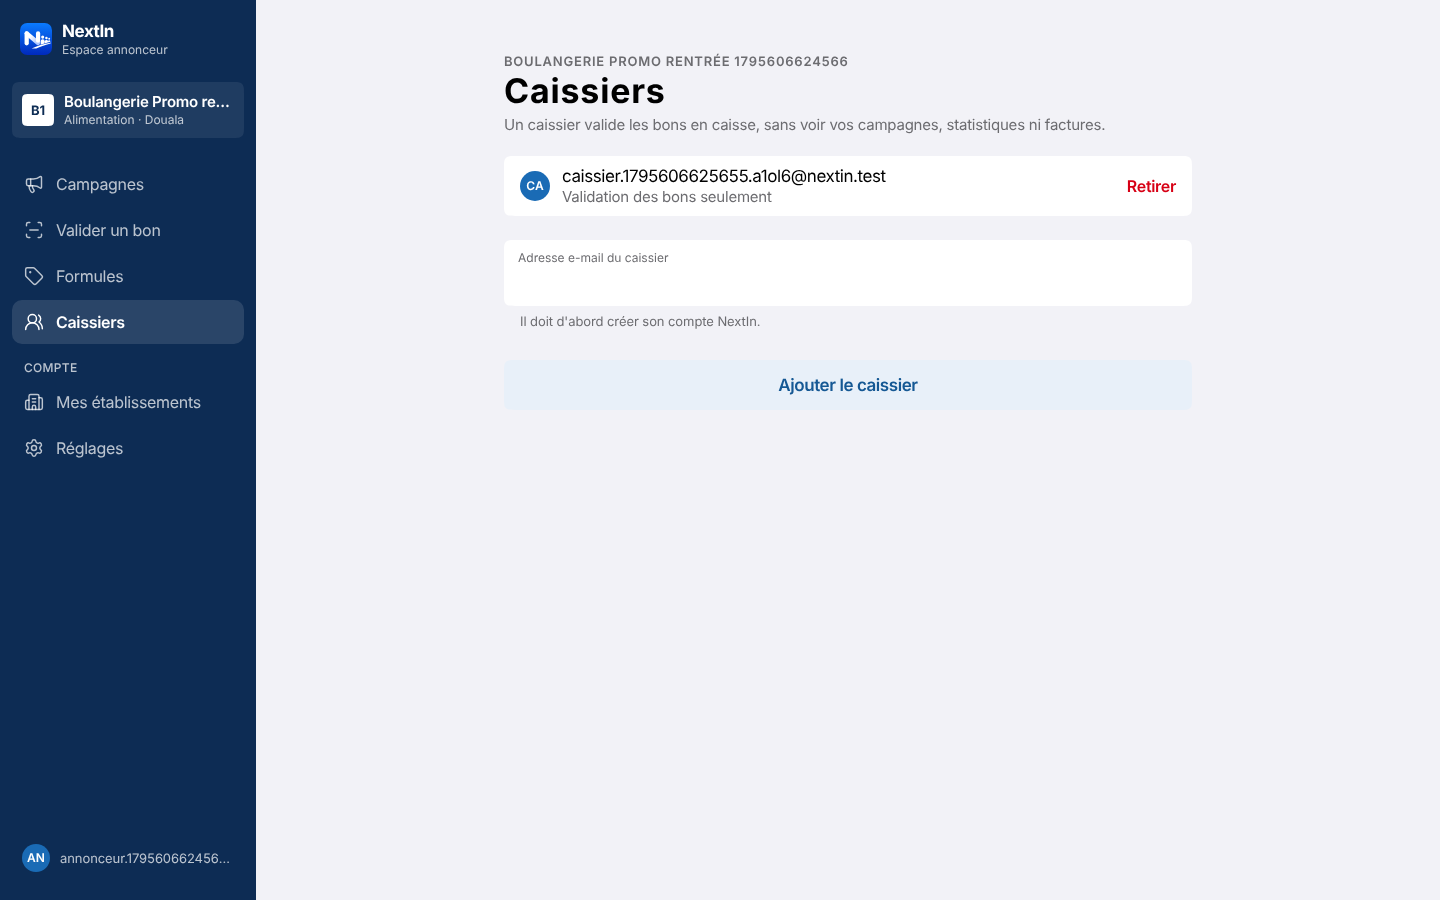 NextIn
Espace annonceur
B1
Boulangerie Promo re...
Alimentation · Douala
Campagnes
Valider un bon
Formules
Caissiers
COMPTE
Mes établissements
Réglages
AN
annonceur.179560662456...
BOULANGERIE PROMO RENTRÉE 1795606624566
Caissiers
Un caissier valide les bons en caisse, sans voir vos campagnes, statistiques ni factures.
CA
caissier.1795606625655.a1ol6@nextin.test
Validation des bons seulement
Retirer
Adresse e-mail du caissier
Il doit d'abord créer son compte NextIn.
Ajouter le caissier